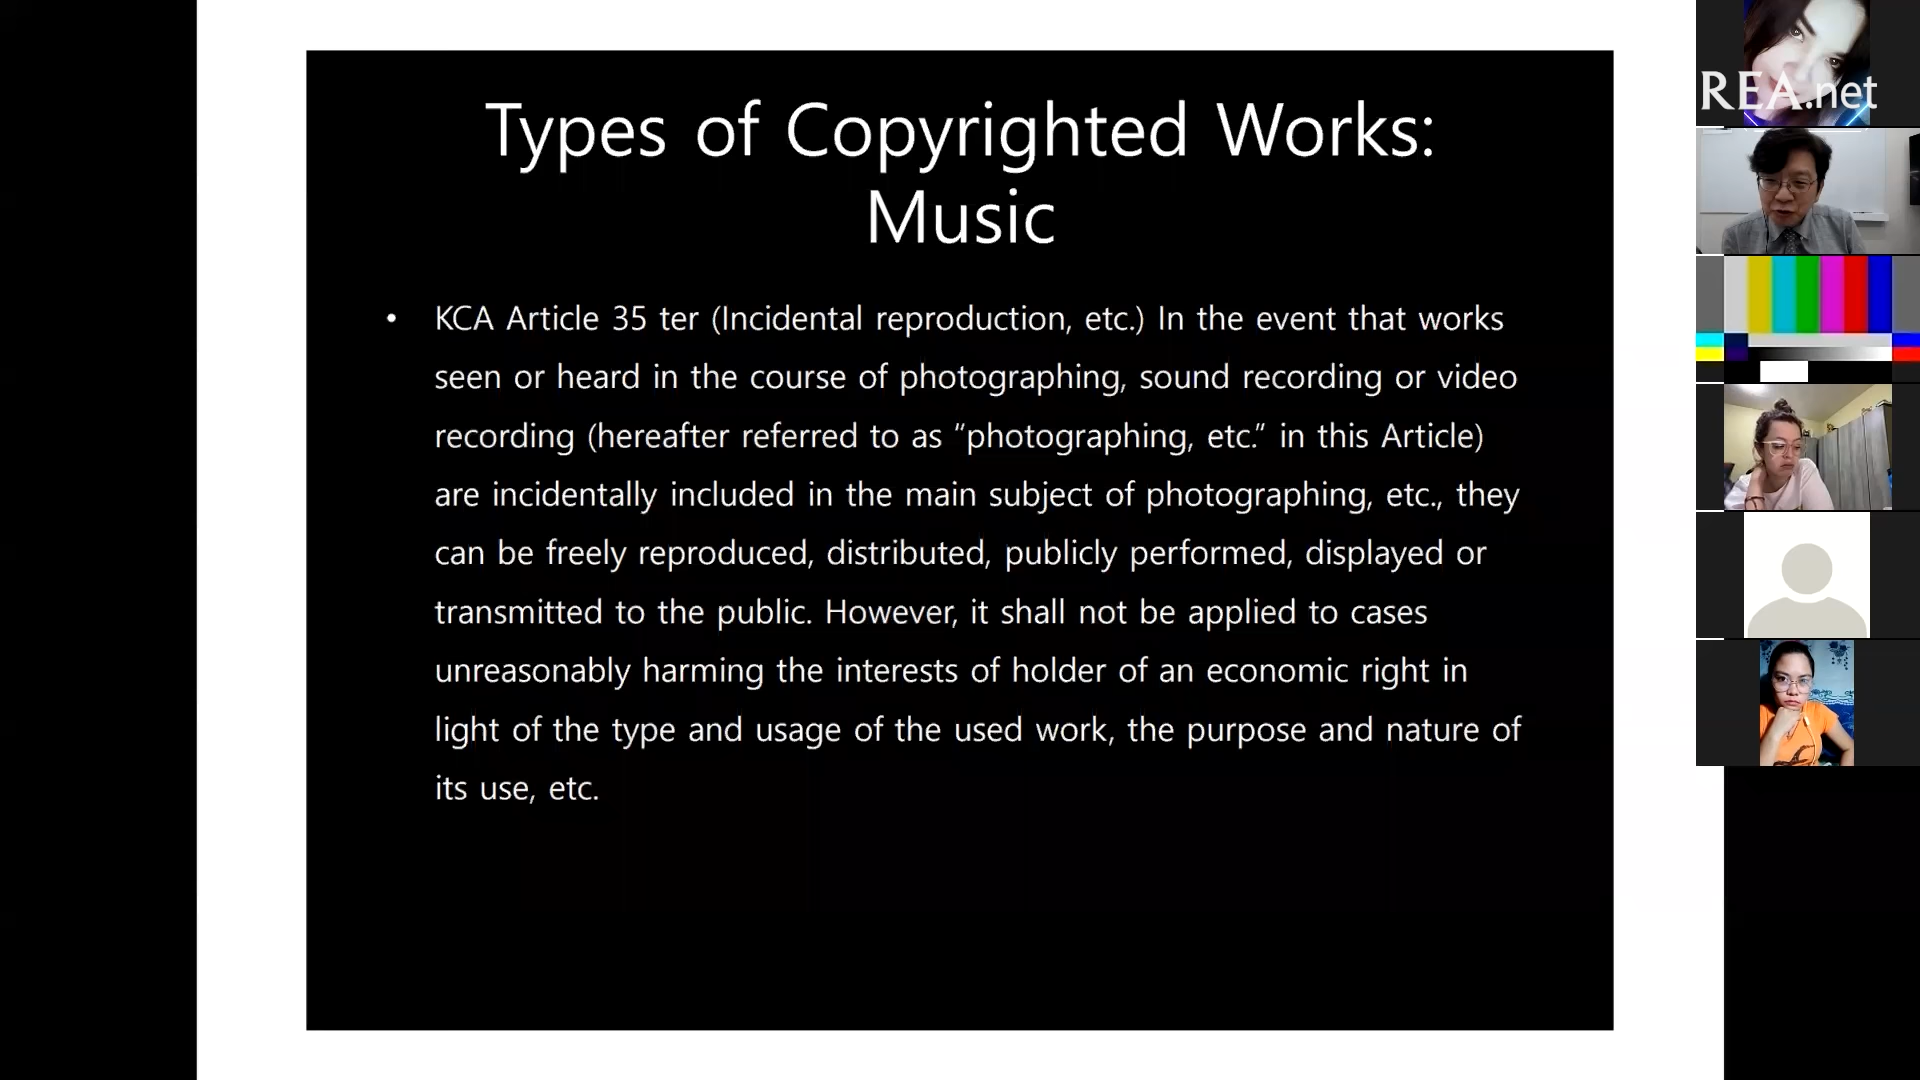 Types of Copyrighted Works:
Music
• KCA Article 35 ter (Incidental reproduction, etc.) In the event that works
seen or heard in the course of photographing, sound recording or video
recording (hereafter referred to as “photographing, etc.” in this Article)
are incidentally included in the main subject of photographing, etc., they
can be freely reproduced, distributed, publicly performed, displayed or
transmitted to the public. However, it shall not be applied to cases
unreasonably harming the interests of holder of an economic right in
light of the type and usage of the used work, the purpose and nature of
its use, etc.
REA.net